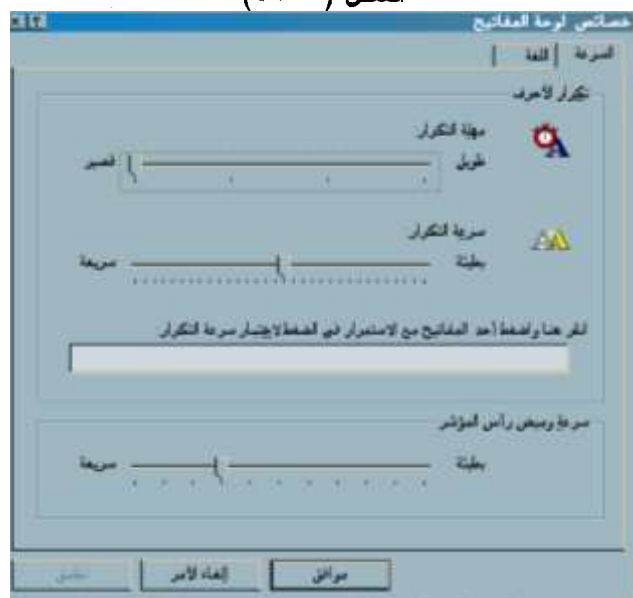 خصائص لوحة المفاتيح
السرعة اللغة
تكرار الأحرف
مهلة التكرار:
طويل قصير
سرعة التكرار:
بطيئة سريعة
انقر هنا واضغط أحد المفاتيح مع الاستمرار في الضغط لاختبار سرعة التكرار:
سرعة وميض رأس المؤشر
بطيئة سريعة
موافق إلغاء الأمر تطبيق